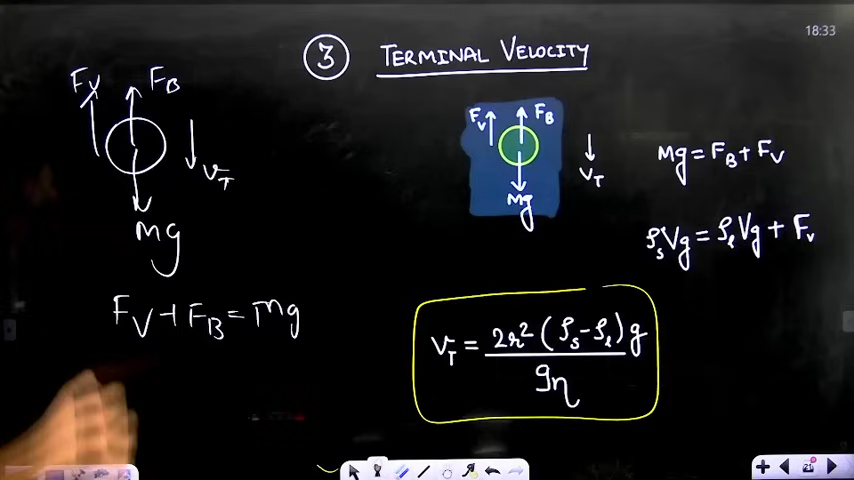 18:33
③ TERMINAL VELOCITY
Fv FB
vT
Mg
Fv + FB = mg
Fv FB
vT
Mg
Mg = FB + Fv
ρsVg = ρℓVg + Fv
vT = 2r²(ρs-ρℓ)g
9η
21